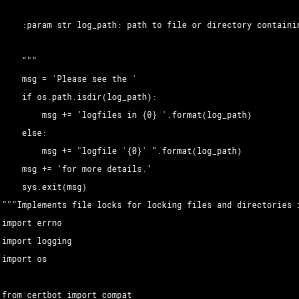 :param str log_path: path to file or directory
"""
msg = 'Please see the '
if os.path.isdir(log_path):
msg += 'logfiles in {0} '.format(log_path)
else:
msg += "logfile '{0}' ".format(log_path)
msg += 'for more details.'
sys.exit(msg)
"""Implements file locks for locking files and directories
import errno
import logging
import os
from certbot import compat